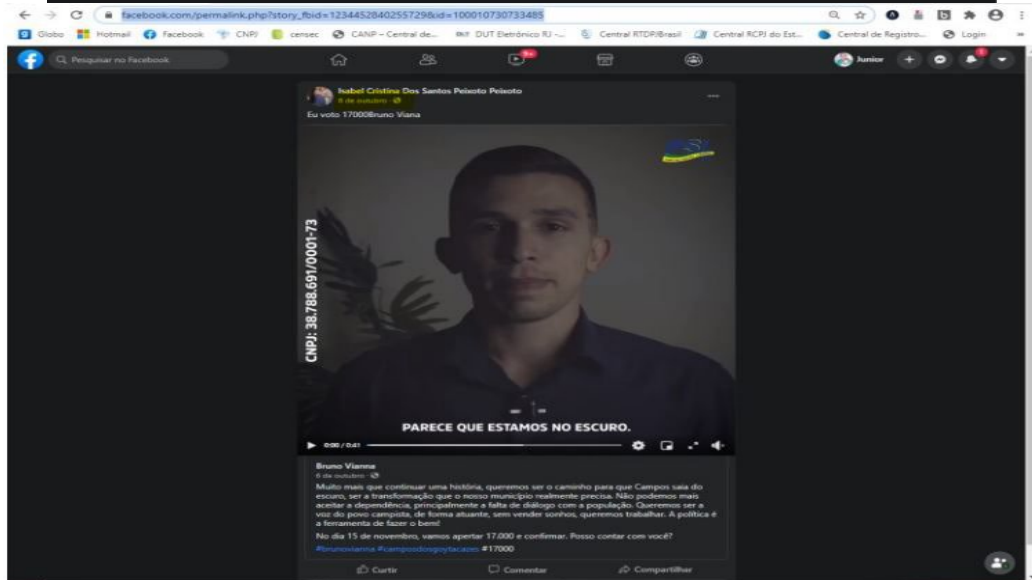 facebook.com/permalink.php?story_fbid=1234452840255729&id=100010730733485
Globo Hotmail Facebook CNPJ censec CANP – Central de... DUT Eletrônico RJ -... Central RTDPJBrasil Central RCPJ do Est... Central de Registro... Login
Pesquisar no Facebook 9+ Junior
Isabel Cristina Dos Santos Peixoto Peixoto
8 de outubro ·
Eu voto 17000Bruno Viana
CNPJ: 38.788.691/0001-73
PARECE QUE ESTAMOS NO ESCURO.
0:00 / 0:41
Bruno Vianna
6 de outubro ·
Muito mais que continuar uma história, queremos ser o caminho para que Campos saia do
escuro, ser a transformação que o nosso município realmente precisa. Não podemos mais
aceitar a dependência, principalmente a falta de diálogo com a população. Queremos ser a
voz do povo campista, de forma atuante, sem vender sonhos, queremos trabalhar. A política é
a ferramenta de fazer o bem!
No dia 15 de novembro, vamos apertar 17.000 e confirmar. Posso contar com você?
#brunovianna #camposdosgoytacazes #17000
Curtir Comentar Compartilhar